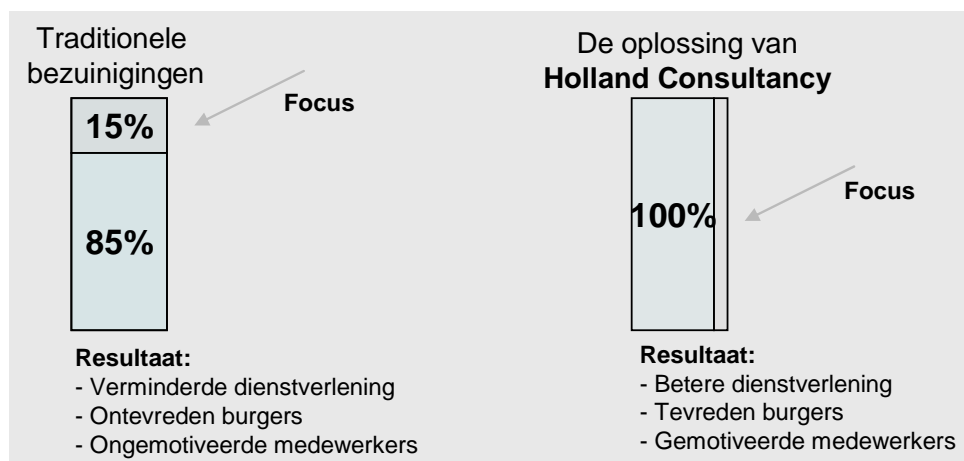 Traditionele
bezuinigingen
Focus
15%
85%
Resultaat:
- Verminderde dienstverlening
- Ontevreden burgers
- Ongemotiveerde medewerkers
De oplossing van
Holland Consultancy
Focus
100%
Resultaat:
- Betere dienstverlening
- Tevreden burgers
- Gemotiveerde medewerkers